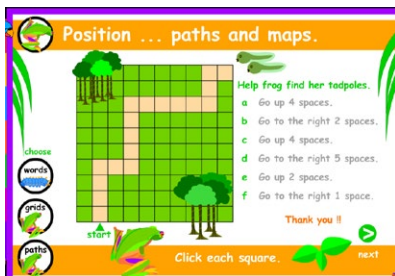 Position ... paths and maps.
Help frog find her tadpoles.
a Go up 4 spaces.
b Go to the right 2 spaces.
c Go up 4 spaces.
d Go to the right 5 spaces.
e Go up 2 spaces.
f Go to the right 1 space.
Thank you !!
choose
words
grids
paths
start
Click each square.
next